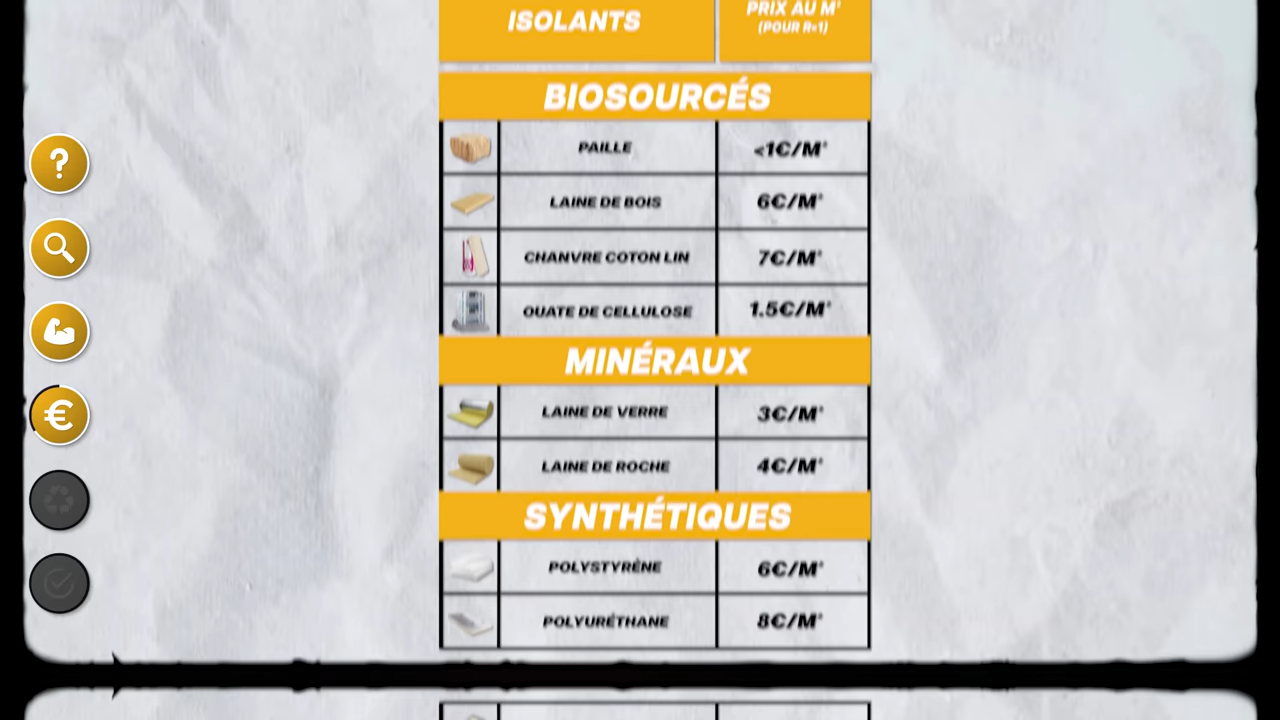 ISOLANTS
PRIX AU M²
(POUR R=1)
BIOSOURCÉS
PAILLE
<1€/M²
LAINE DE BOIS
6€/M²
CHANVRE COTON LIN
7€/M²
OUATE DE CELLULOSE
1.5€/M²
MINÉRAUX
LAINE DE VERRE
3€/M²
LAINE DE ROCHE
4€/M²
SYNTHÉTIQUES
POLYSTYRÈNE
6€/M²
POLYURÉTHANE
8€/M²
?
€